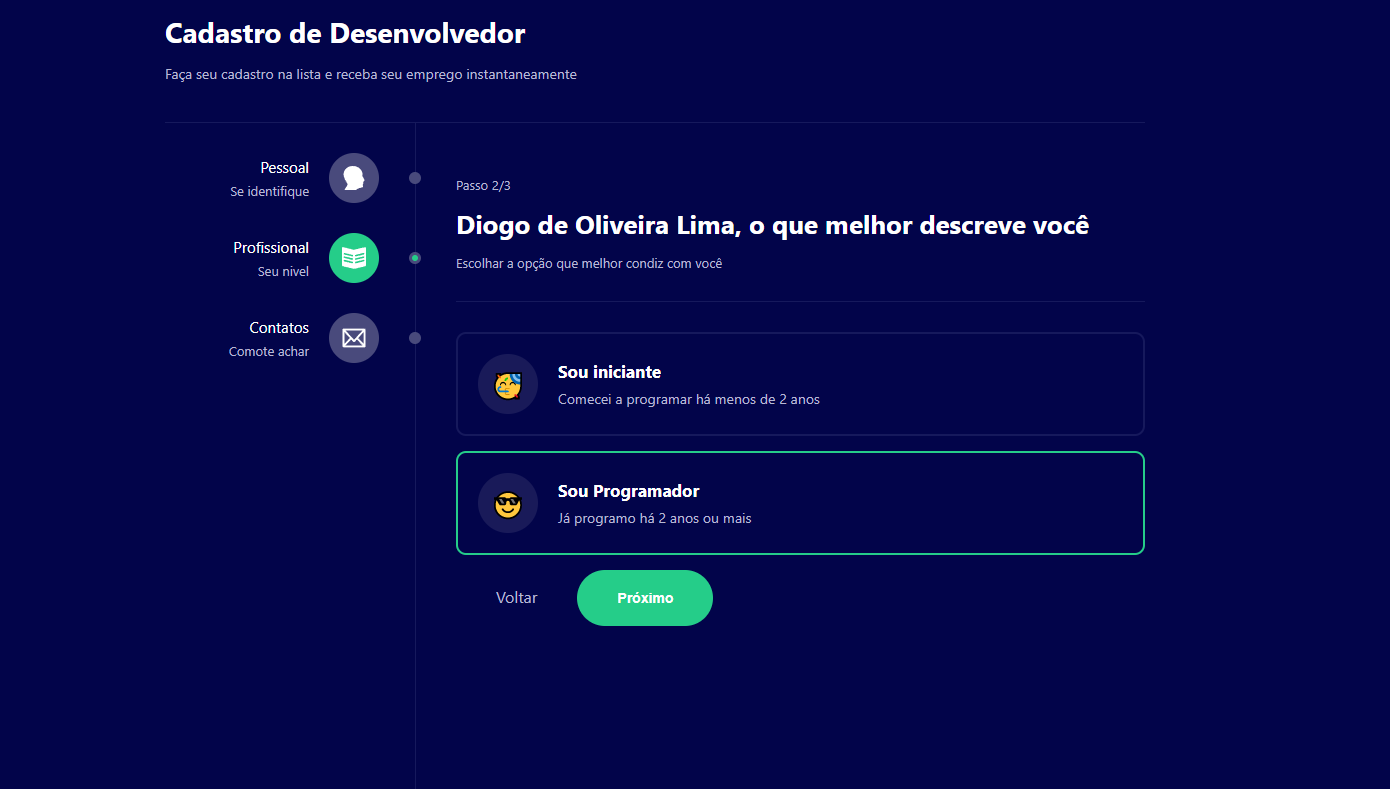 Cadastro de Desenvolvedor
Faça seu cadastro na lista e receba seu emprego instantaneamente
Pessoal
Se identifique
Profissional
Seu nivel
Contatos
Comote achar
Passo 2/3
Diogo de Oliveira Lima, o que melhor descreve você
Escolhar a opção que melhor condiz com você
Sou iniciante
Comecei a programar há menos de 2 anos
Sou Programador
Já programo há 2 anos ou mais
Voltar
Próximo